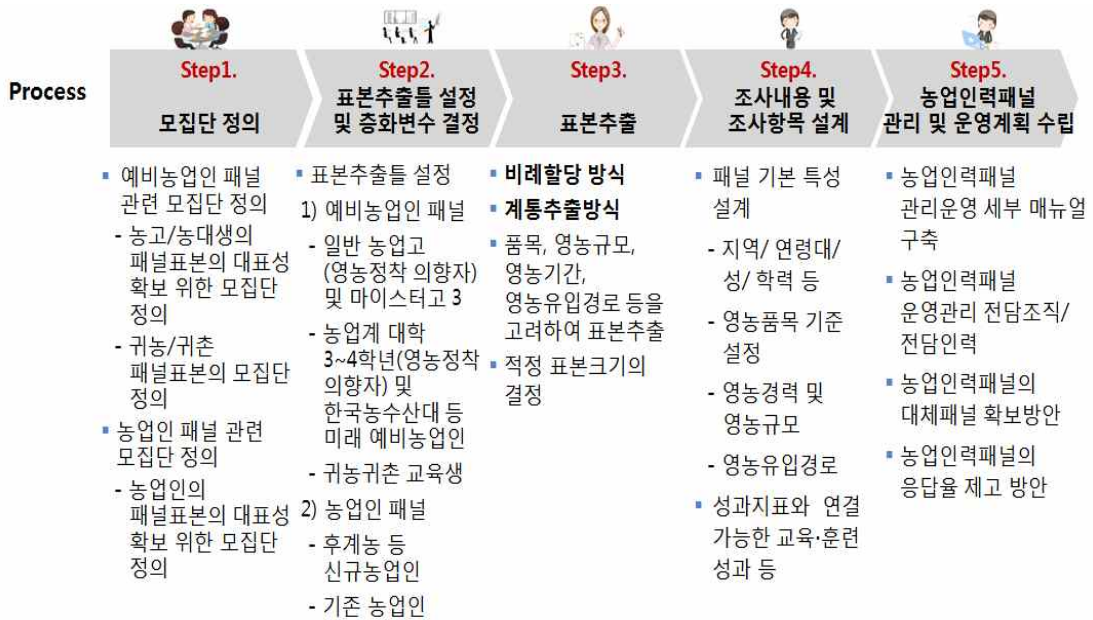 Process
Step1.
모집단 정의
Step2.
표본추출틀 설정
및 층화변수 결정
Step3.
표본추출
Step4.
조사내용 및
조사항목 설계
Step5.
농업인력패널
관리 및 운영계획 수립
▪ 예비농업인 패널
관련 모집단 정의
- 농고/농대생의
패널표본의 대표성
확보 위한 모집단
정의
- 귀농/귀촌
패널표본의 모집단
정의
▪ 농업인 패널 관련
모집단 정의
- 농업인의
패널표본의 대표성
확보 위한 모집단
정의
▪ 표본추출틀 설정
1) 예비농업인 패널
- 일반 농업고
(영농정착 의향자)
및 마이스터고 3
- 농업계 대학
3~4학년(영농정착
의향자) 및
한국농수산대 등
미래 예비농업인
- 귀농귀촌 교육생
2) 농업인 패널
- 후계농 등
신규농업인
- 기존 농업인
▪ 비례할당 방식
▪ 계통추출방식
▪ 품목, 영농규모,
영농기간,
영농유입경로 등을
고려하여 표본추출
▪ 적정 표본크기의
결정
▪ 패널 기본 특성
설계
- 지역/ 연령대/
성/ 학력 등
- 영농품목 기준
설정
- 영농경력 및
영농규모
- 영농유입경로
▪ 성과지표와 연결
가능한 교육·훈련
성과 등
▪ 농업인력패널
관리운영 세부 매뉴얼
구축
▪ 농업인력패널
운영관리 전담조직/
전담인력
▪ 농업인력패널의
대체패널 확보방안
▪ 농업인력패널의
응답율 제고 방안